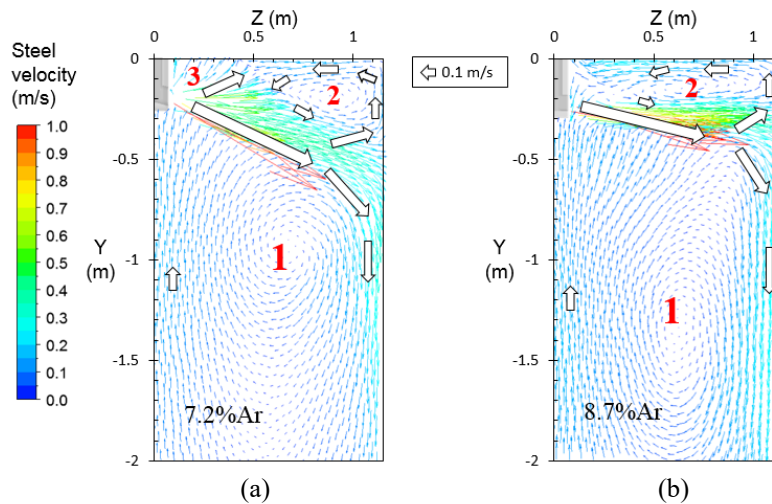 Z (m)
0 0.5 1
Steel
velocity
(m/s)
1.0
0.9
0.8
0.7
0.6
0.5
0.4
0.3
0.2
0.1
0.0
Y
(m)
0
-0.5
-1
-1.5
-2
3
2
1
7.2%Ar
(a)
0.1 m/s
Z (m)
0 0.5 1
Y
(m)
0
-0.5
-1
-1.5
-2
2
1
8.7%Ar
(b)